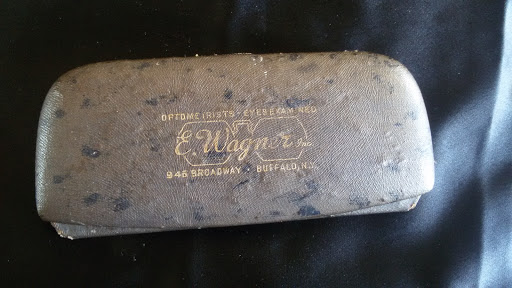 OPTOMETRISTS · EYES EXAMINED
E. Wagner Inc.
946 BROADWAY · BUFFALO, N.Y.